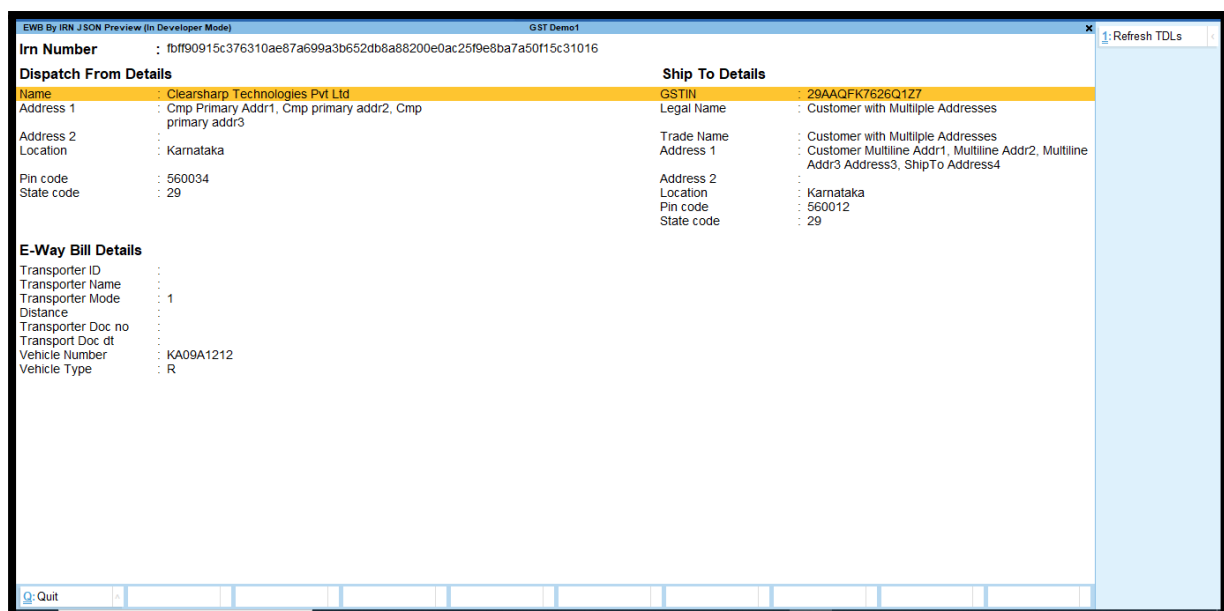 EWB By IRN JSON Preview (In Developer Mode) GST Demo1 x
1: Refresh TDLs
Irn Number : fbff90915c376310ae87a699a3b652db8a88200e0ac25f9e8ba7a50f15c31016
Dispatch From Details
Name : Clearsharp Technologies Pvt Ltd
Address 1 : Cmp Primary Addr1, Cmp primary addr2, Cmp
primary addr3
Address 2 :
Location : Karnataka
Pin code : 560034
State code : 29
Ship To Details
GSTIN : 29AAQFK7626Q1Z7
Legal Name : Customer with Multilple Addresses
Trade Name : Customer with Multilple Addresses
Address 1 : Customer Multiline Addr1, Multiline Addr2, Multiline
Addr3 Address3, ShipTo Address4
Address 2 :
Location : Karnataka
Pin code : 560012
State code : 29
E-Way Bill Details
Transporter ID :
Transporter Name :
Transporter Mode : 1
Distance :
Transporter Doc no :
Transport Doc dt :
Vehicle Number : KA09A1212
Vehicle Type : R
Q: Quit